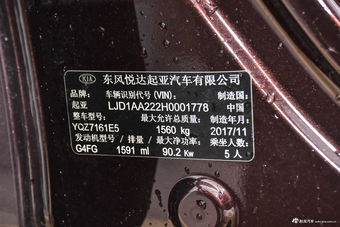 KIA 东风悦达起亚汽车有限公司
品牌: 车辆识别代号(VIN): 制造国:
起亚 LJD1AA222H0001778 中国
整车型号: 最大允许总质量: 制造年月:
YQZ7161E5 1560 kg 2017/11
发动机型号 / 排量 / 最大净功率: 乘坐人数:
G4FG 1591 ml 90.2 Kw 5 人